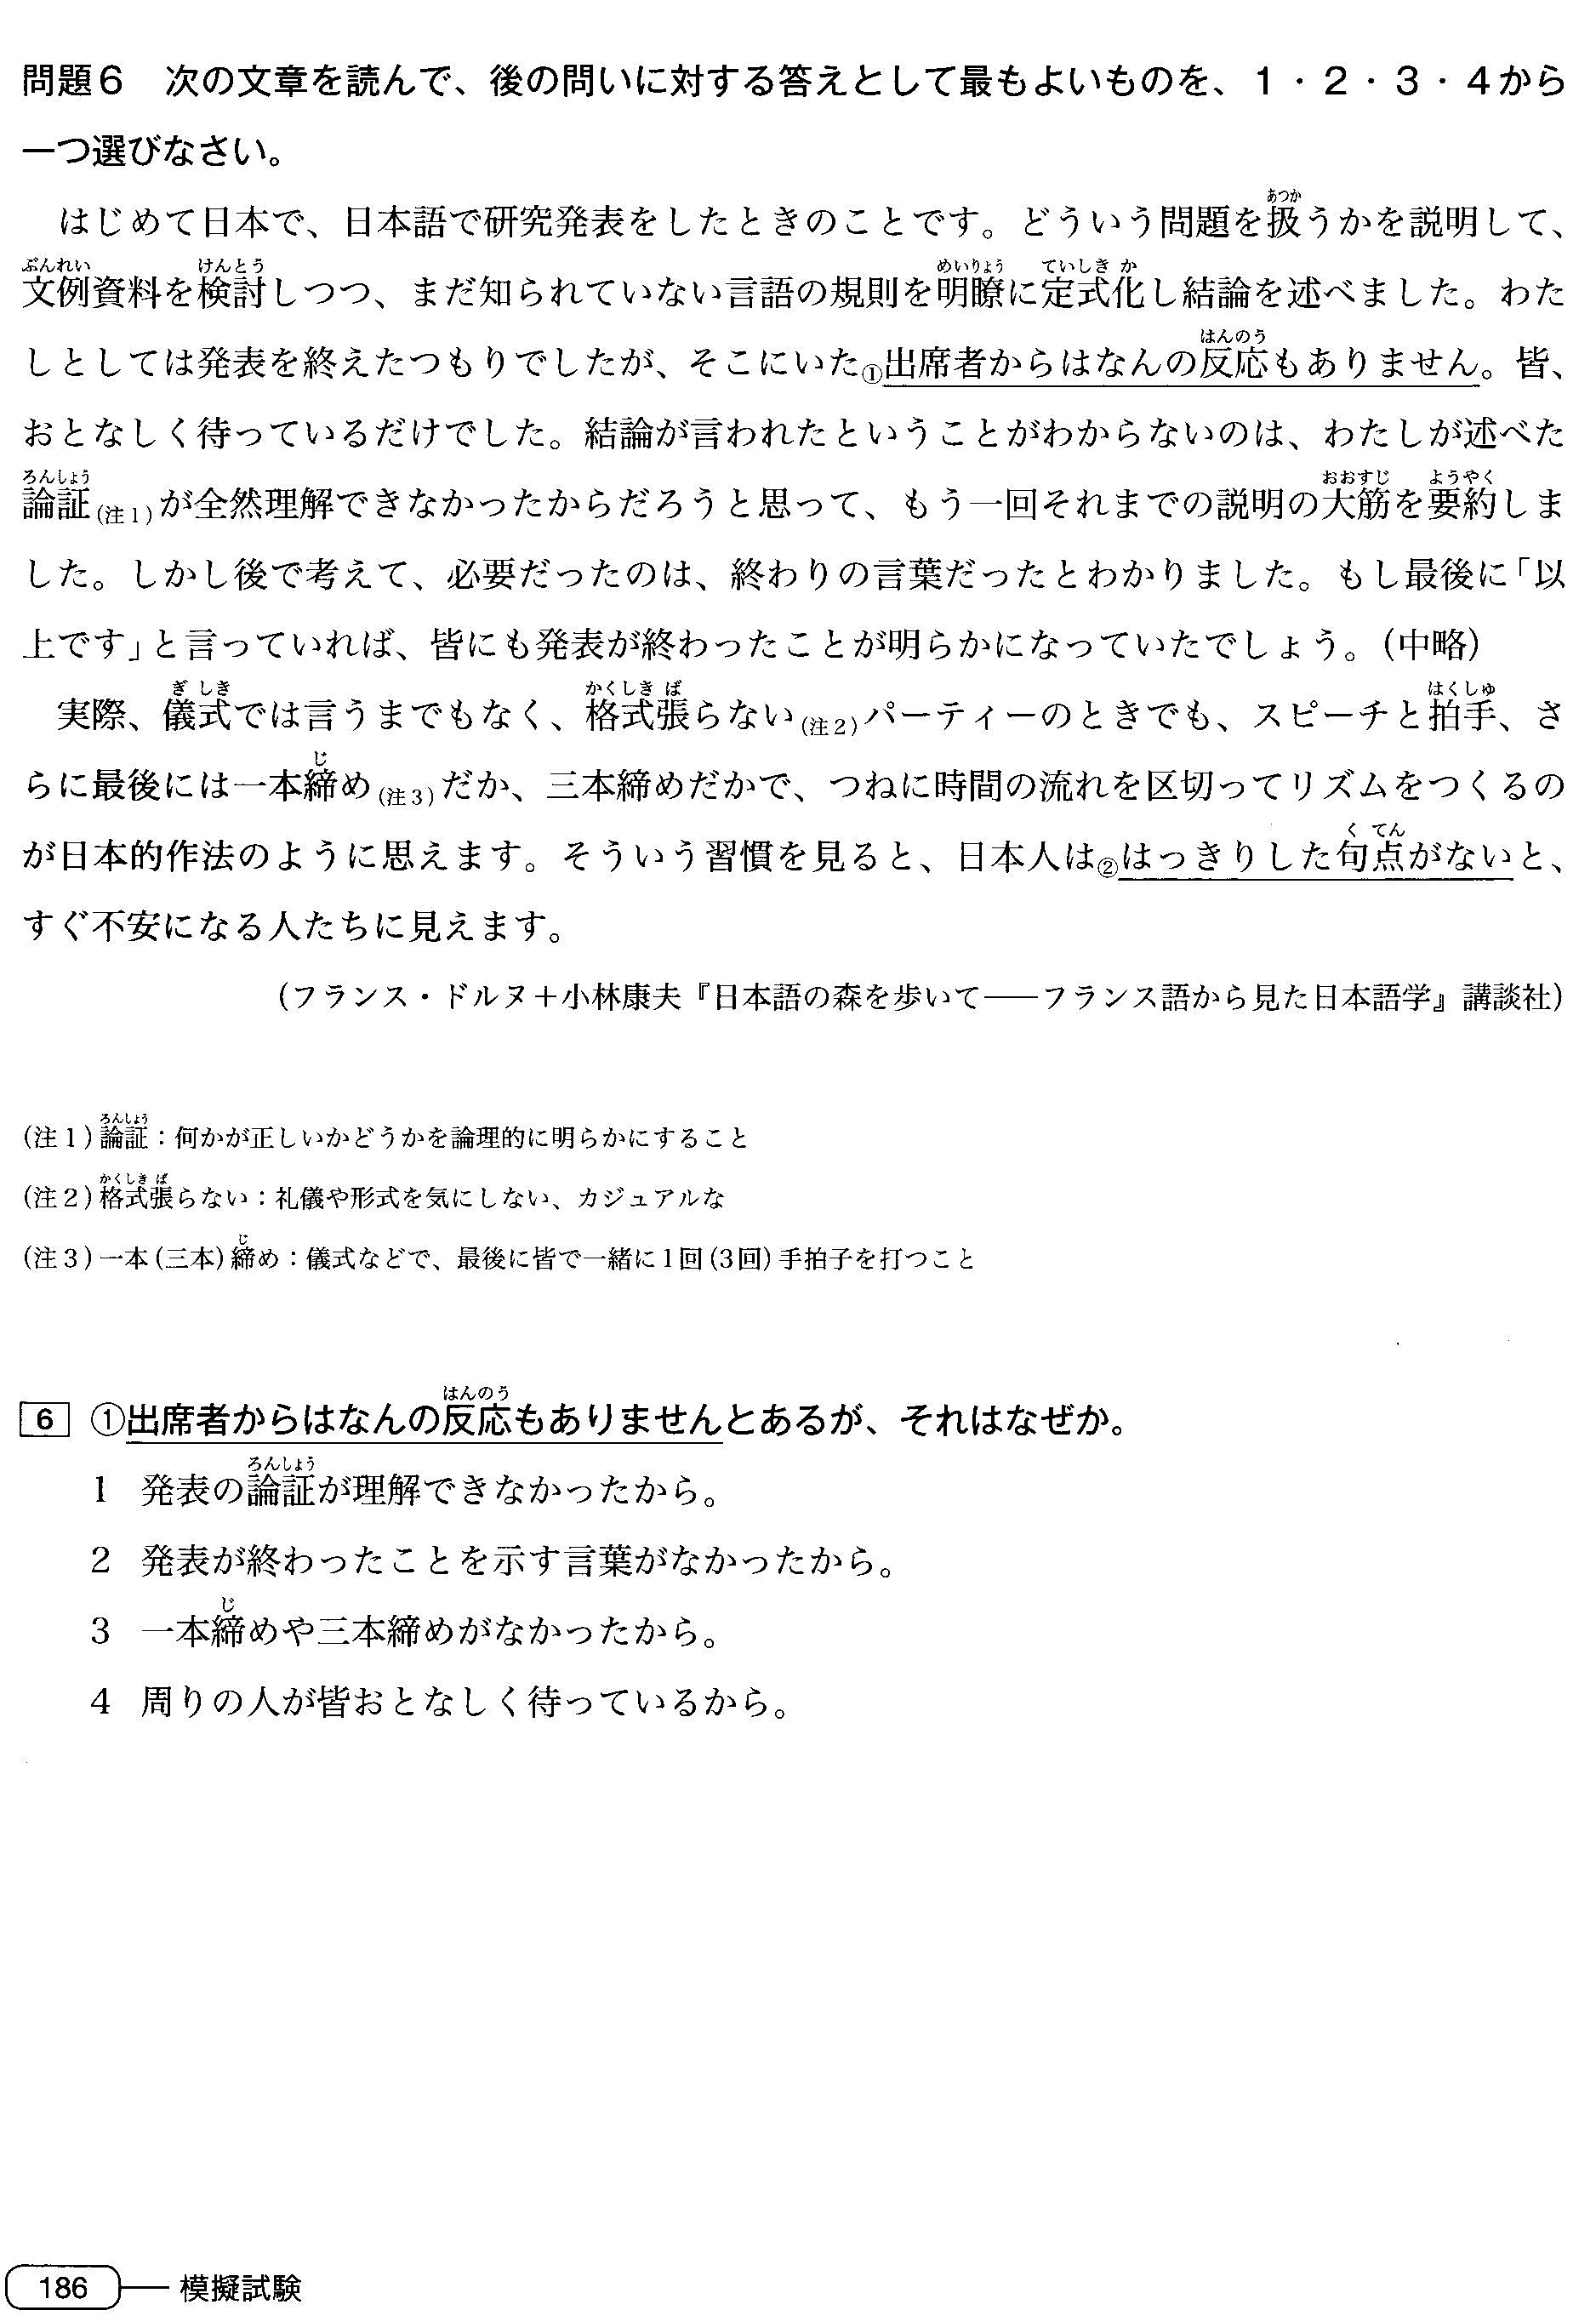 問題6　次の文章を読んで、後の問いに対する答えとして最もよいものを、1・2・3・4から
一つ選びなさい。
あつか
はじめて日本で、日本語で研究発表をしたときのことです。どういう問題を扱うかを説明して、
ぶんれい　けんとう　めいりょう　ていしき か
文例資料を検討しつつ、まだ知られていない言語の規則を明瞭に定式化し結論を述べました。わた
はんのう
しとしては発表を終えたつもりでしたが、そこにいた①出席者からはなんの反応もありません。皆、
おとなしく待っているだけでした。結論が言われたということがわからないのは、わたしが述べた
ろんしょう　おおすじ　ようやく
論証(注1)が全然理解できなかったからだろうと思って、もう一回それまでの説明の大筋を要約しま
した。しかし後で考えて、必要だったのは、終わりの言葉だったとわかりました。もし最後に「以
上です」と言っていれば、皆にも発表が終わったことが明らかになっていたでしょう。（中略）
ぎ しき　かくしき ば　はくしゅ
実際、儀式では言うまでもなく、格式張らない(注2)パーティーのときでも、スピーチと拍手、さ
じ
らに最後には一本締め(注3)だか、三本締めだかで、つねに時間の流れを区切ってリズムをつくるの
く てん
が日本的作法のように思えます。そういう習慣を見ると、日本人は②はっきりした句点がないと、
すぐ不安になる人たちに見えます。
（フランス・ドルヌ＋小林康夫『日本語の森を歩いて――フランス語から見た日本語学』講談社）
ろんしょう
(注1)論証：何かが正しいかどうかを論理的に明らかにすること
かくしき ば
(注2)格式張らない：礼儀や形式を気にしない、カジュアルな
じ
(注3)一本(三本)締め：儀式などで、最後に皆で一緒に1回(3回)手拍子を打つこと
はんのう
6　①出席者からはなんの反応もありませんとあるが、それはなぜか。
ろんしょう
1　発表の論証が理解できなかったから。
2　発表が終わったことを示す言葉がなかったから。
じ
3　一本締めや三本締めがなかったから。
4　周りの人が皆おとなしく待っているから。
186　模擬試験